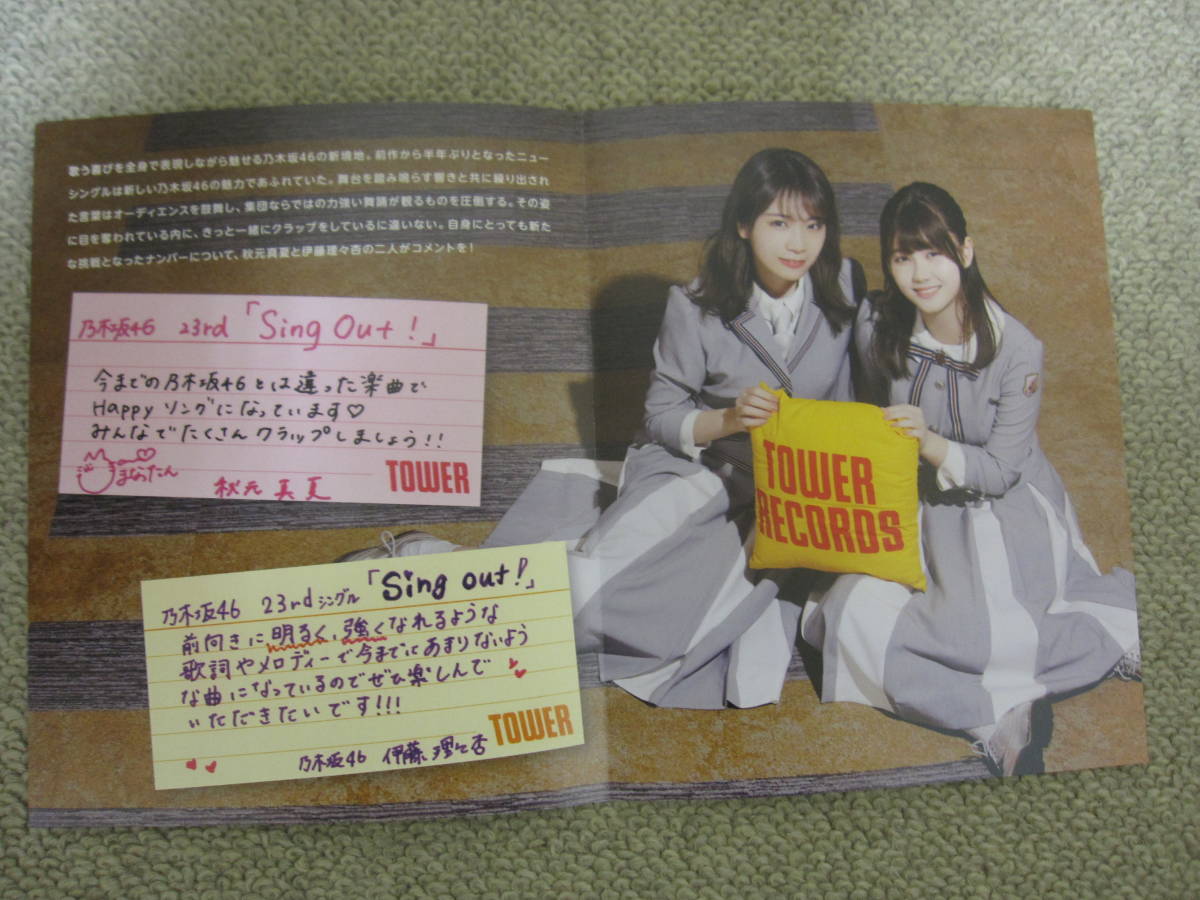 歌う喜びを全身で表現しながら魅せる乃木坂46の新境地。前作から半年ぶりとなったニュー
シングルは新しい乃木坂46の魅力であふれていた。舞台を踏み鳴らす響きと共に繰り出され
た言葉はオーディエンスを鼓舞し、集団ならではの力強い舞踊が観るものを圧倒する。その姿
に目を奪われている内に、きっと一緒にクラップをしているに違いない。自身にとっても新た
な挑戦となったナンバーについて、秋元真夏と伊藤理々杏の二人がコメントを！
乃木坂46 23rd「Sing Out!」
今までの乃木坂46とは違った楽曲で
Happyソングになっています♡
みんなでたくさんクラップしましょう!!
まなったん
秋元真夏
TOWER
乃木坂46 23rdシングル「Sing out!」
前向きに明るく、強くなれるような
歌詞やメロディーで今までにあまりないよう
な曲になっているのでぜひ楽しんで
いただきたいです!!!
TOWER
乃木坂46 伊藤理々杏
TOWER
RECORDS